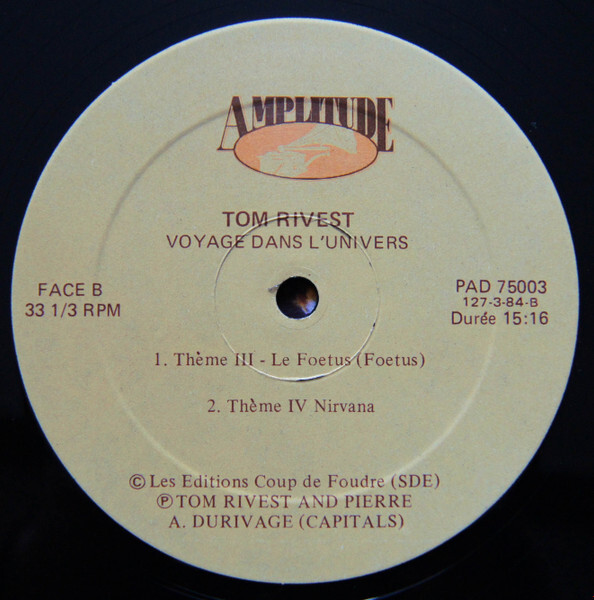 AMPLITUDE
TOM RIVEST
VOYAGE DANS L'UNIVERS
FACE B
33 1/3 RPM
PAD 75003
127-3-84-B
Durée 15:16
1. Thème III - Le Foetus (Foetus)
2. Thème IV Nirvana
©Les Editions Coup de Foudre (SDE)
℗TOM RIVEST AND PIERRE
A. DURIVAGE (CAPITALS)